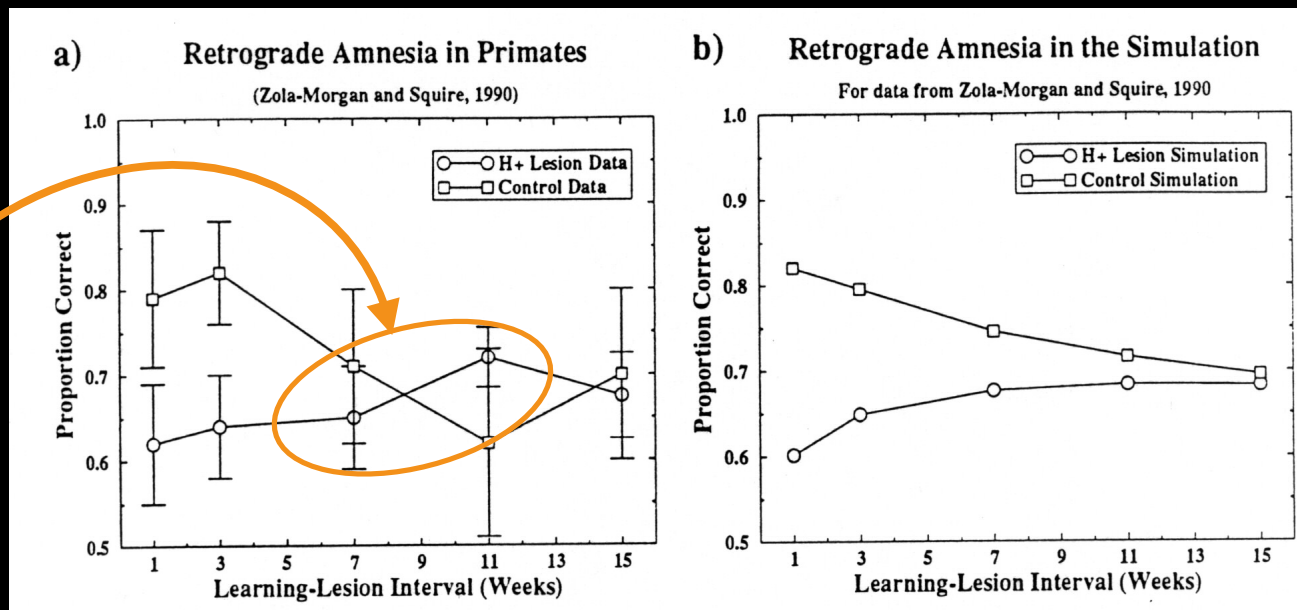 a) Retrograde Amnesia in Primates
(Zola-Morgan and Squire, 1990)
Proportion Correct
1.0
0.9
0.8
0.7
0.6
0.5
H+ Lesion Data
Control Data
1 3 5 7 9 11 13 15
Learning-Lesion Interval (Weeks)
b) Retrograde Amnesia in the Simulation
For data from Zola-Morgan and Squire, 1990
Proportion Correct
1.0
0.9
0.8
0.7
0.6
0.5
H+ Lesion Simulation
Control Simulation
1 3 5 7 9 11 13 15
Learning-Lesion Interval (Weeks)